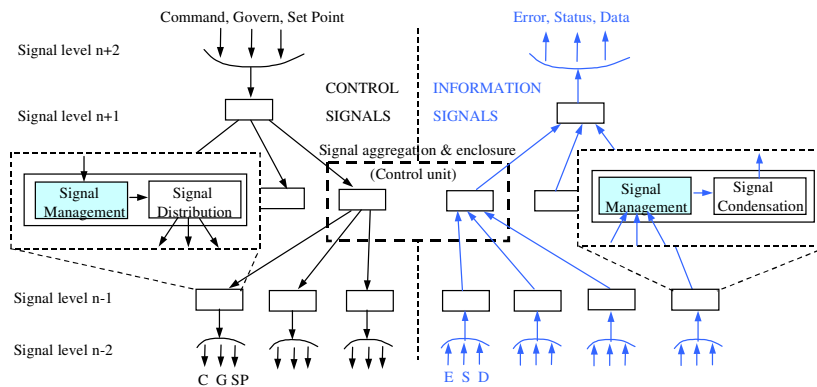 Command, Govern, Set Point
Error, Status, Data
Signal level n+2
CONTROL
INFORMATION
Signal level n+1
SIGNALS
SIGNALS
Signal aggregation & enclosure
(Control unit)
Signal
Management
Signal
Distribution
Signal
Management
Signal
Condensation
Signal level n-1
Signal level n-2
C G SP
E S D